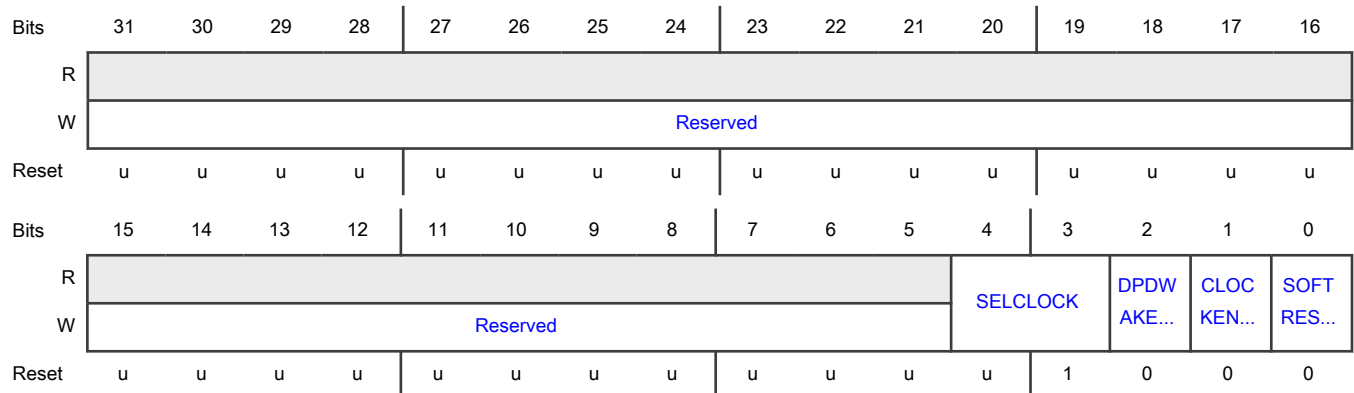 Bits 31 30 29 28 27 26 25 24 23 22 21 20 19 18 17 16
R
W Reserved
Reset u u u u u u u u u u u u u u u u
Bits 15 14 13 12 11 10 9 8 7 6 5 4 3 2 1 0
R SELCLOCK DPDW CLOC SOFT
W Reserved AKE... KEN... RES...
Reset u u u u u u u u u u u u 1 0 0 0